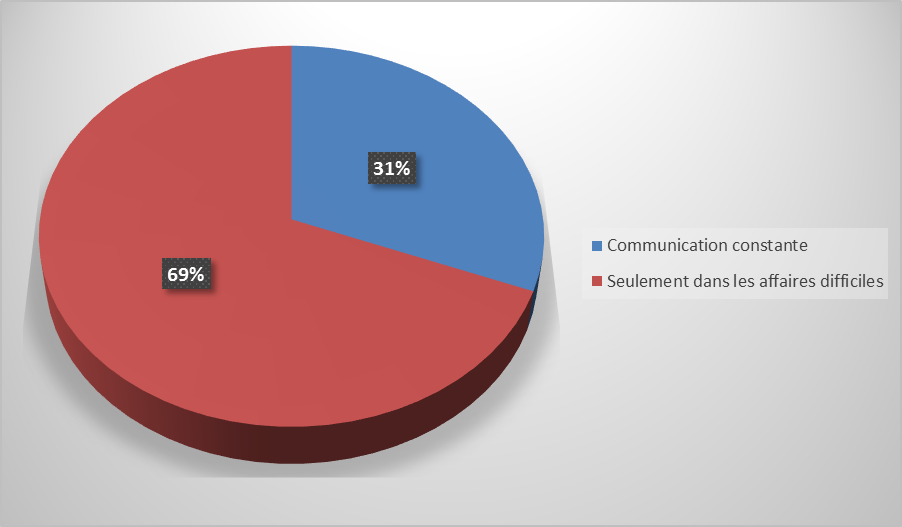 31%
69%
Communication constante
Seulement dans les affaires difficiles